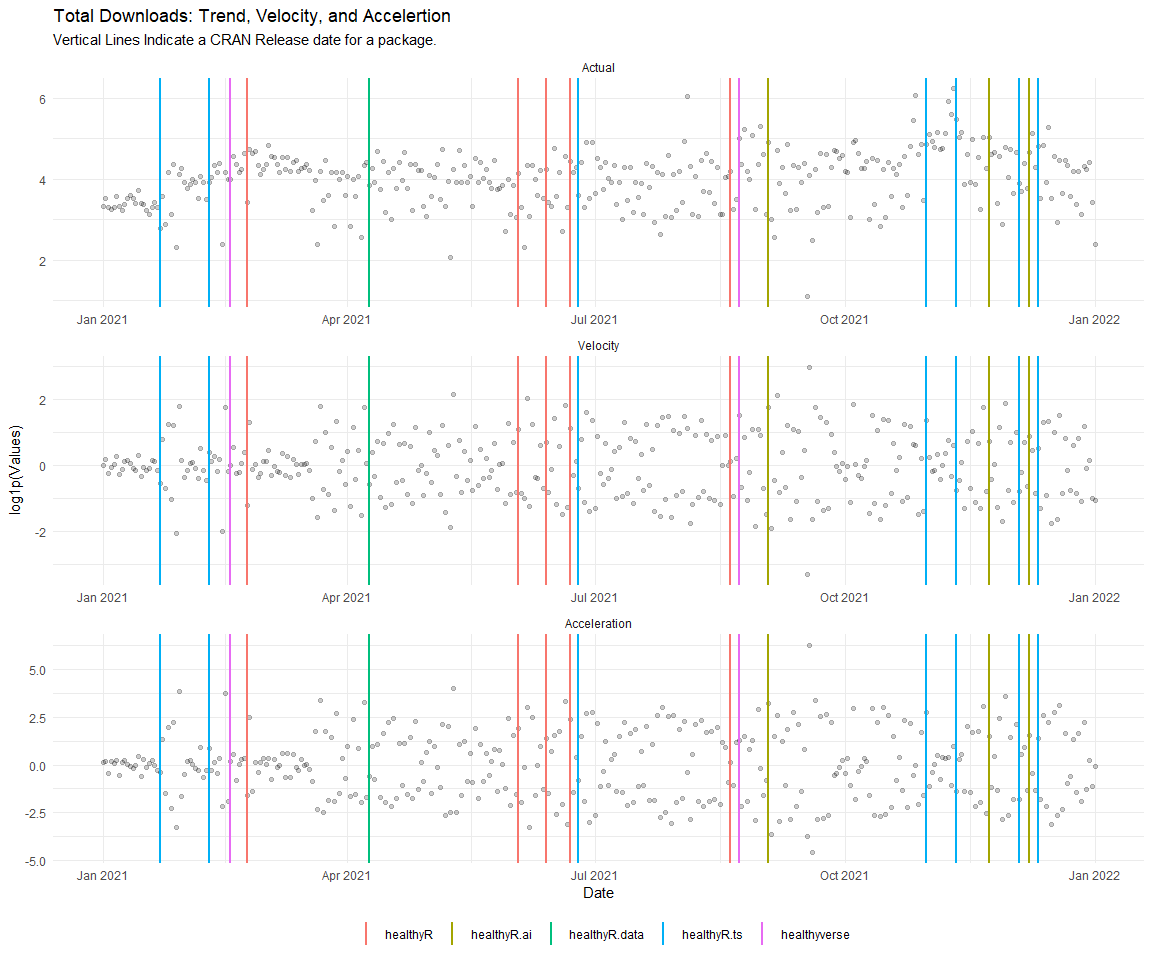 Total Downloads: Trend, Velocity, and Accelertion
Vertical Lines Indicate a CRAN Release date for a package.
Actual
6
4
2
Jan 2021 Apr 2021 Jul 2021 Oct 2021 Jan 2022
Velocity
2
0
-2
log1p(Values)
Jan 2021 Apr 2021 Jul 2021 Oct 2021 Jan 2022
Acceleration
5.0
2.5
0.0
-2.5
-5.0
Jan 2021 Apr 2021 Jul 2021 Oct 2021 Jan 2022
Date
healthyR healthyR.ai healthyR.data healthyR.ts healthyverse